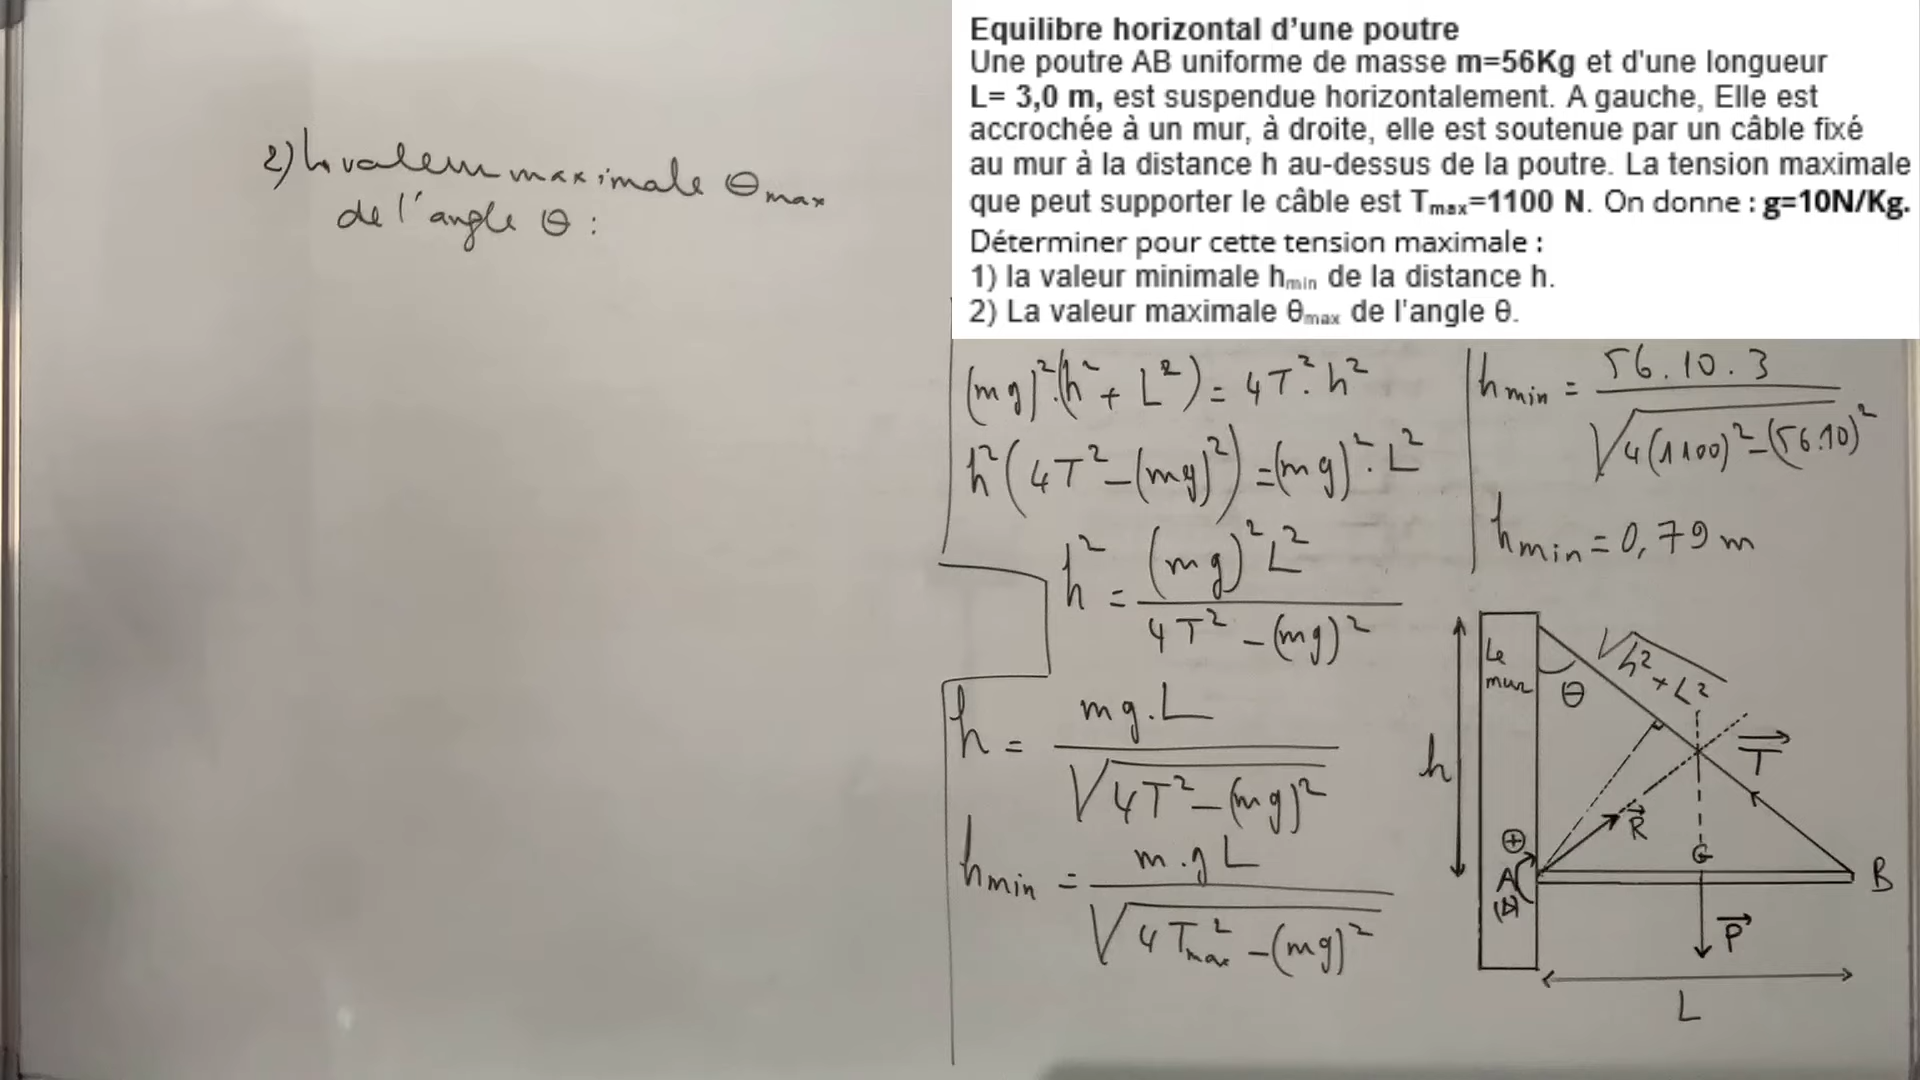 Equilibre horizontal d’une poutre
Une poutre AB uniforme de masse m=56Kg et d'une longueur
L= 3,0 m, est suspendue horizontalement. A gauche, Elle est
accrochée à un mur, à droite, elle est soutenue par un câble fixé
au mur à la distance h au-dessus de la poutre. La tension maximale
que peut supporter le câble est Tmax=1100 N. On donne : g=10N/Kg.
Déterminer pour cette tension maximale :
1) la valeur minimale hmin de la distance h.
2) La valeur maximale θmax de l'angle θ.
2) valeur maximale θmax
de l'angle θ :
(mg)².(h² + L²) = 4T².h²
h²(4T² - (mg)²) = (mg)².L²
h² = (mg)² L² / 4T² - (mg)²
h = mg.L / √4T² - (mg)²
hmin = m.gL / √4Tmax² - (mg)²
hmin = 56.10.3 / √4(1100)² - (56.10)²
hmin = 0,79 m
Le
mur
θ
√h² + L²
T
h
R
⊕
G
A
(Δ)
B
P
L